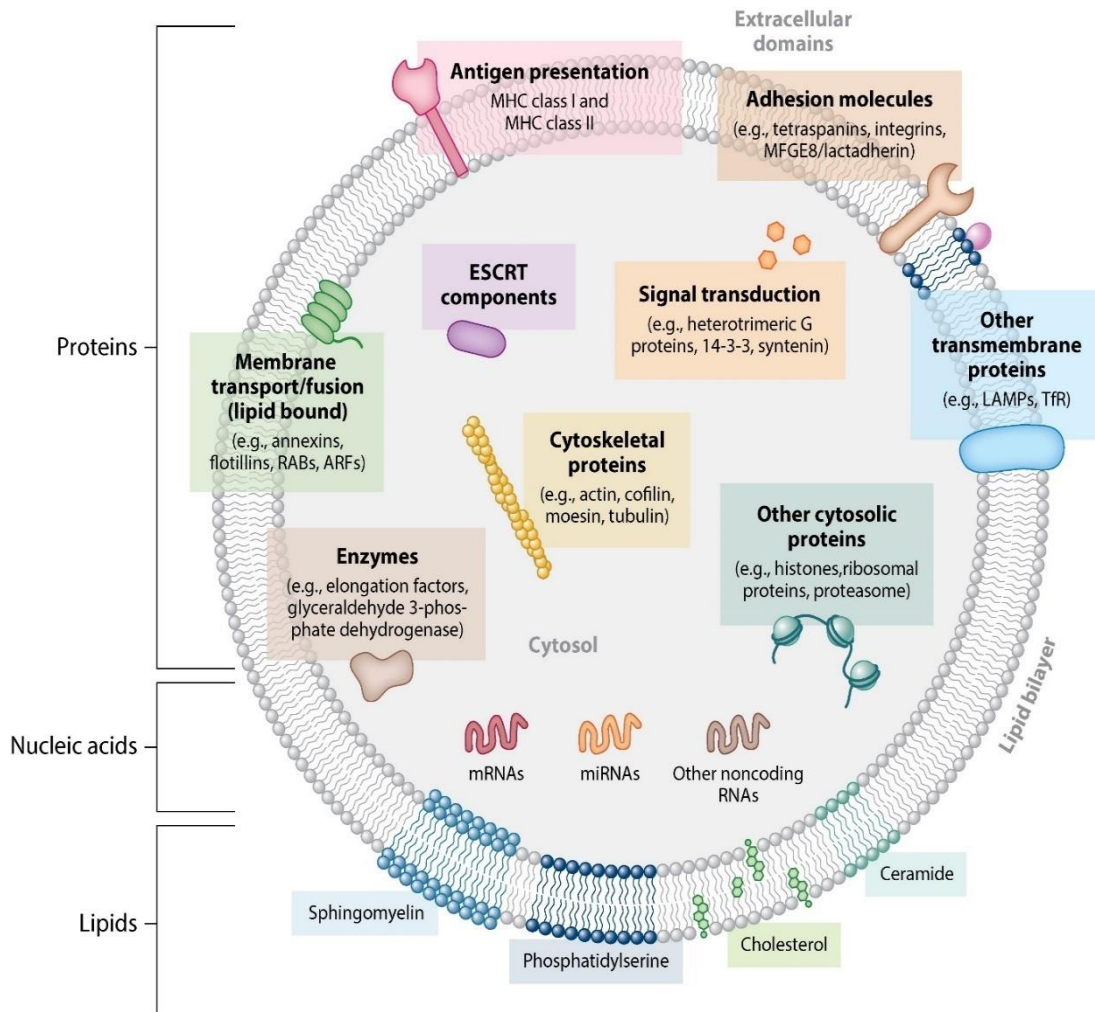 Extracellular
domains
Antigen presentation
MHC class I and
MHC class II
Adhesion molecules
(e.g., tetraspanins, integrins,
MFGE8/lactadherin)
ESCRT
components
Signal transduction
(e.g., heterotrimeric G
proteins, 14-3-3, syntenin)
Other
transmembrane
proteins
(e.g., LAMPs, TfR)
Proteins
Membrane
transport/fusion
(lipid bound)
(e.g., annexins,
flotillins, RABs, ARFs)
Cytoskeletal
proteins
(e.g., actin, cofilin,
moesin, tubulin)
Other cytosolic
proteins
(e.g., histones,ribosomal
proteins, proteasome)
Enzymes
(e.g., elongation factors,
glyceraldehyde 3-phos-
phate dehydrogenase)
Cytosol
Lipid bilayer
Nucleic acids
mRNAs
miRNAs
Other noncoding
RNAs
Lipids
Sphingomyelin
Phosphatidylserine
Cholesterol
Ceramide